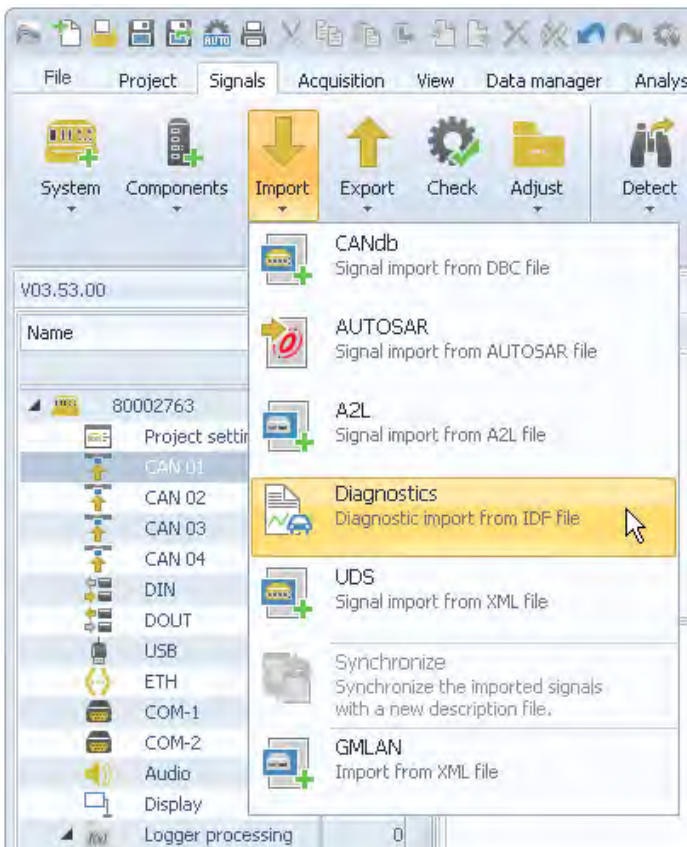 AUTO
File Project Signals Acquisition View Data manager Analys
System Components Import Export Check Adjust Detect
CANdb
Signal import from DBC file
V03.53.00
Name
AUTOSAR
Signal import from AUTOSAR file
80002763
A2L
Signal import from A2L file
Project settin
CAN 01
CAN 02
CAN 03
CAN 04
Diagnostics
Diagnostic import from IDF file
DIN
DOUT
UDS
Signal import from XML file
USB
ETH
COM-1
COM-2
Synchronize
Synchronize the imported signals
with a new description file.
Audio
Display
GMLAN
Import from XML file
f(x) Logger processing 0